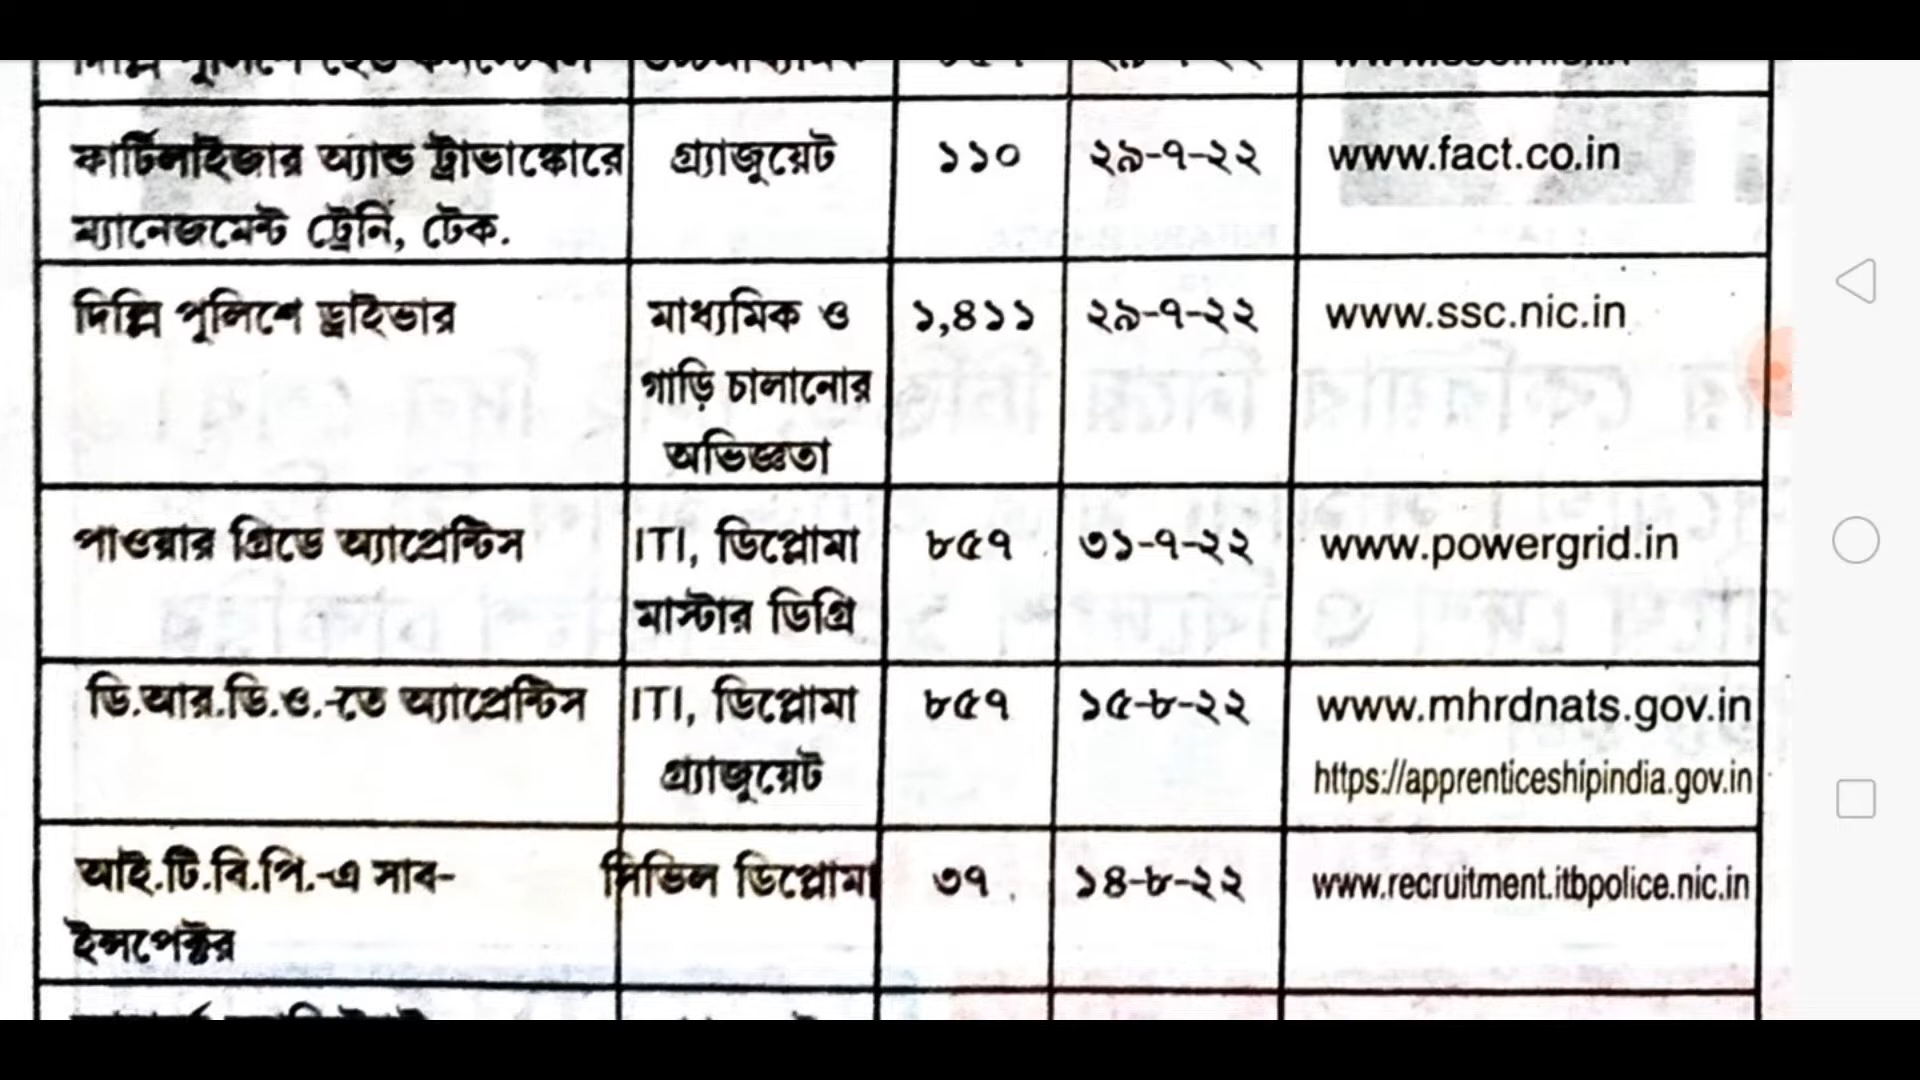 ফার্টিলাইজার অ্যান্ড ট্রাভাঙ্কোরে গ্র্যাজুয়েট ১১০ ২৯-৭-২২ www.fact.co.in
ম্যানেজমেন্ট ট্রেনি, টেক.
দিল্লি পুলিশে ড্রাইভার মাধ্যমিক ও ১,৪১১ ২৯-৭-২২ www.ssc.nic.in
গাড়ি চালানোর
অভিজ্ঞতা
পাওয়ার গ্রিডে অ্যাপ্রেন্টিস ITI, ডিপ্লোমা ৮৫৭ ৩১-৭-২২ www.powergrid.in
মাস্টার ডিগ্রি
ডি.আর.ডি.ও.-তে অ্যাপ্রেন্টিস ITI, ডিপ্লোমা ৮৫৭ ১৫-৮-২২ www.mhrdnats.gov.in
গ্র্যাজুয়েট https://apprenticeshipindia.gov.in
আই.টি.বি.পি.-এ সাব- সিভিল ডিপ্লোমা ৩৭ ১৪-৮-২২ www.recruitment.itbpolice.nic.in
ইন্সপেক্টর